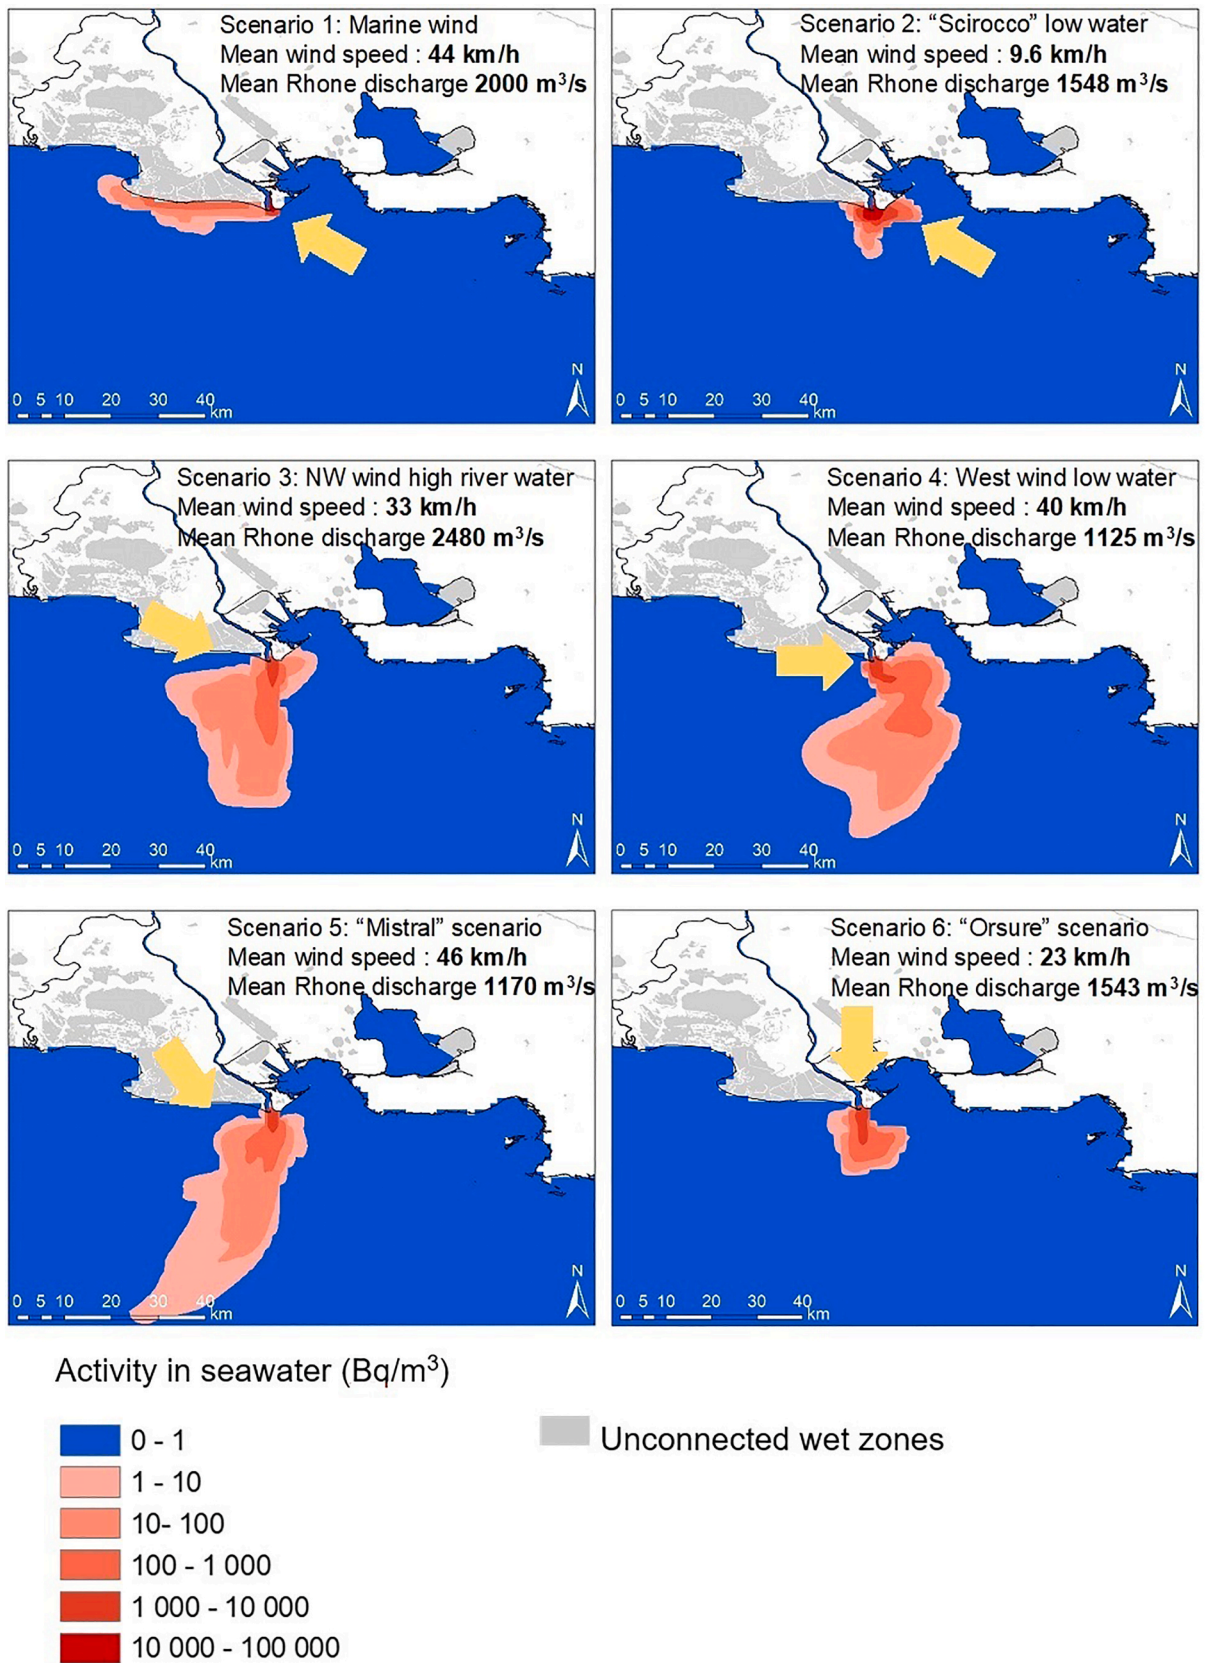 Scenario 1: Marine wind
Mean wind speed : 44 km/h
Mean Rhone discharge 2000 m³/s
N
0 5 10 20 30 40
km
Scenario 2: “Scirocco” low water
Mean wind speed : 9.6 km/h
Mean Rhone discharge 1548 m³/s
N
0 5 10 20 30 40
km
Scenario 3: NW wind high river water
Mean wind speed : 33 km/h
Mean Rhone discharge 2480 m³/s
N
0 5 10 20 30 40
km
Scenario 4: West wind low water
Mean wind speed : 40 km/h
Mean Rhone discharge 1125 m³/s
N
0 5 10 20 30 40
km
Scenario 5: “Mistral” scenario
Mean wind speed : 46 km/h
Mean Rhone discharge 1170 m³/s
N
0 5 10 20 30 40
km
Scenario 6: “Orsure” scenario
Mean wind speed : 23 km/h
Mean Rhone discharge 1543 m³/s
N
0 5 10 20 30 40
km
Activity in seawater (Bq/m³)
0 - 1
1 - 10
10- 100
100 - 1 000
1 000 - 10 000
10 000 - 100 000
Unconnected wet zones